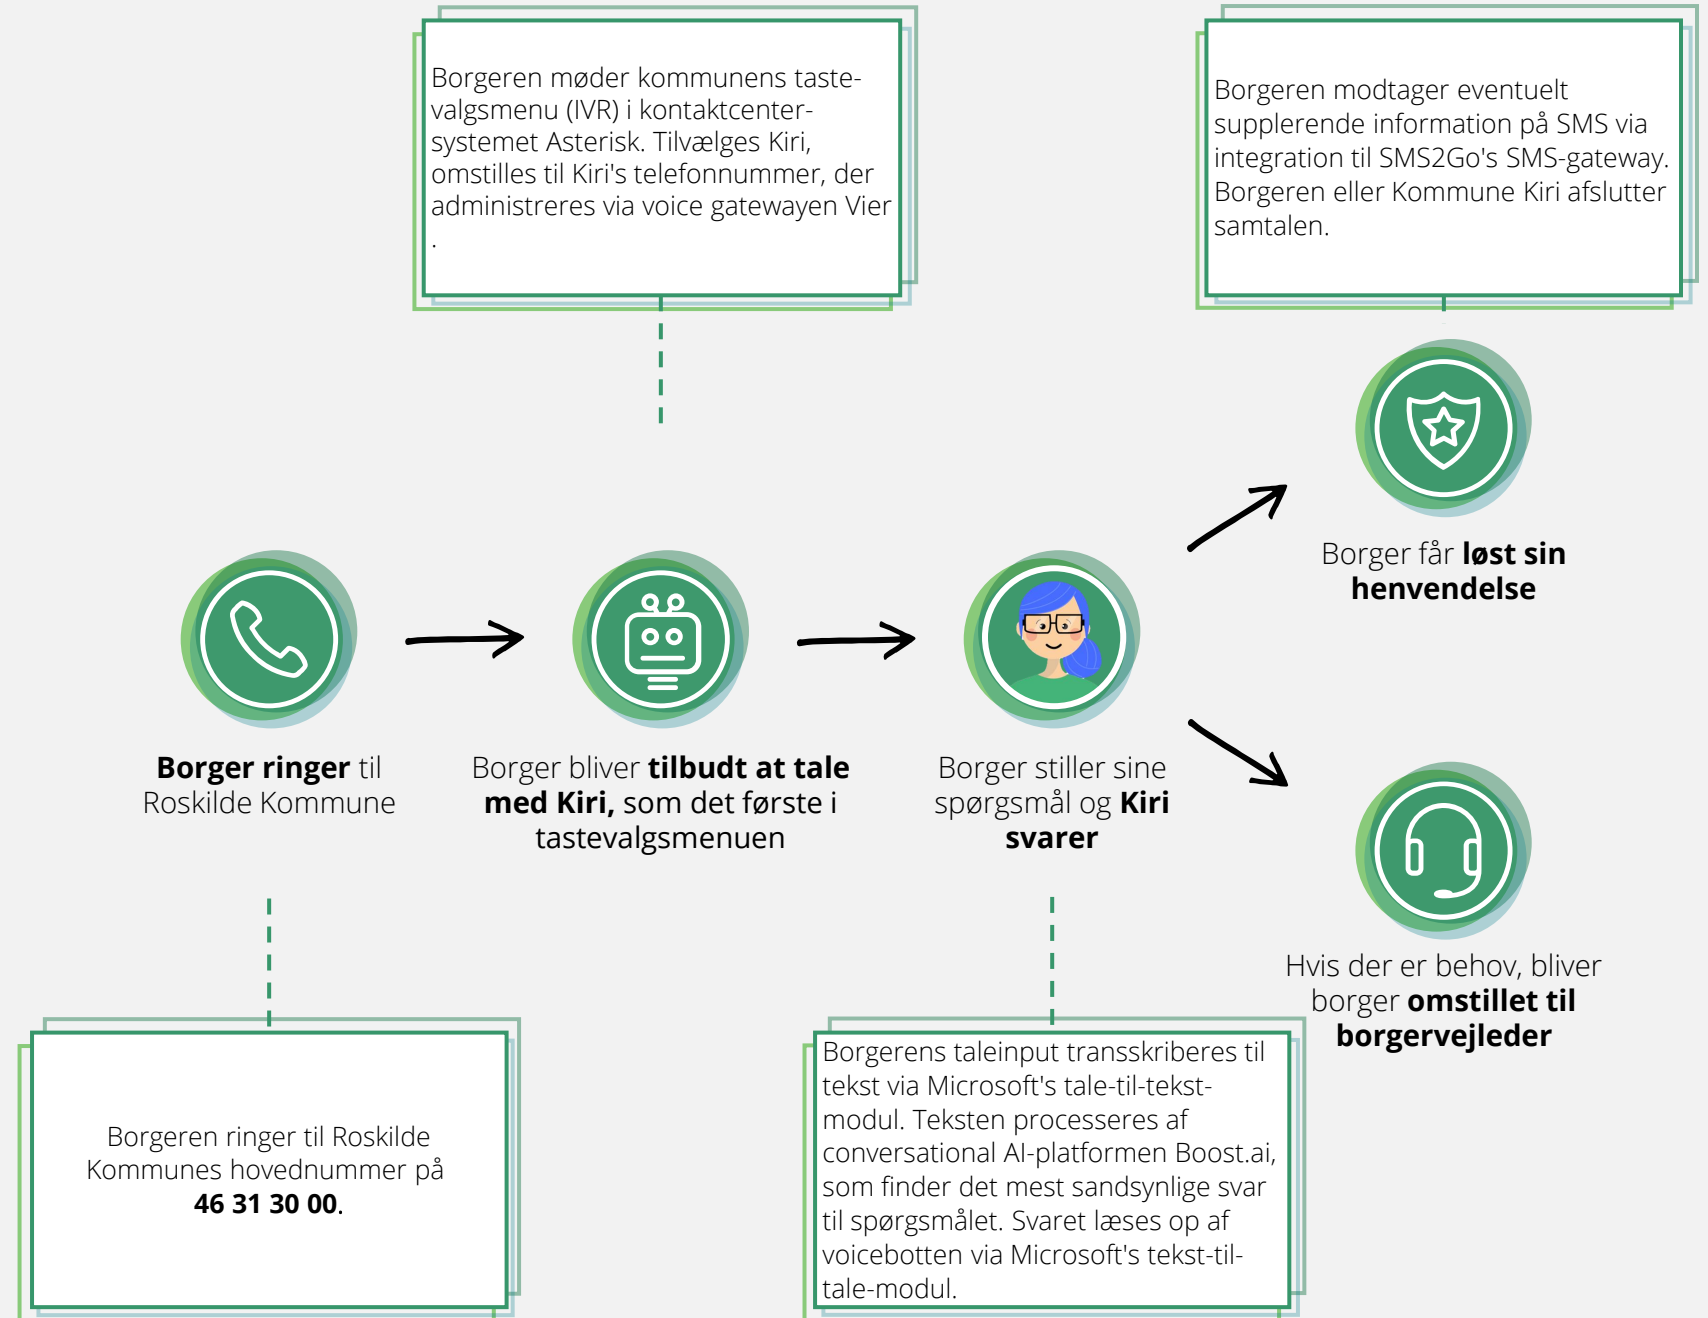 Borgeren møder kommunens taste-
valgsmenu (IVR) i kontaktcenter-
systemet Asterisk. Tilvælges Kiri,
omstilles til Kiri's telefonnummer, der
administreres via voice gatewayen Vier
.
Borgeren modtager eventuelt
supplerende information på SMS via
integration til SMS2Go's SMS-gateway.
Borgeren eller Kommune Kiri afslutter
samtalen.
Borger ringer til
Roskilde Kommune
Borger bliver tilbudt at tale
med Kiri, som det første i
tastevalgsmenuen
Borger stiller sine
spørgsmål og Kiri
svarer
Borger får løst sin
henvendelse
Hvis der er behov, bliver
borger omstillet til
borgervejleder
Borgeren ringer til Roskilde
Kommunes hovednummer på
46 31 30 00.
Borgerens taleinput transskriberes til
tekst via Microsoft's tale-til-tekst-
modul. Teksten processeres af
conversational AI-platformen Boost.ai,
som finder det mest sandsynlige svar
til spørgsmålet. Svaret læses op af
voicebotten via Microsoft's tekst-til-
tale-modul.